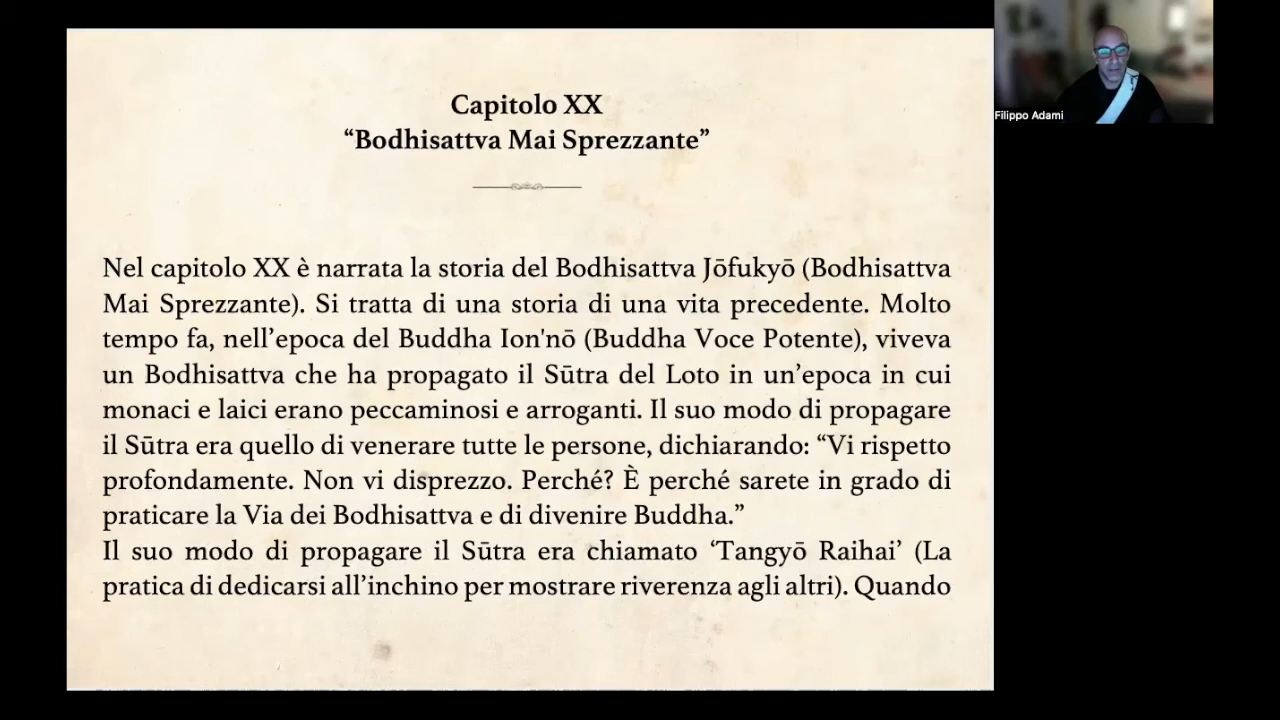 Capitolo XX
“Bodhisattva Mai Sprezzante”
Nel capitolo XX è narrata la storia del Bodhisattva Jōfukyō (Bodhisattva
Mai Sprezzante). Si tratta di una storia di una vita precedente. Molto
tempo fa, nell’epoca del Buddha Ion'nō (Buddha Voce Potente), viveva
un Bodhisattva che ha propagato il Sūtra del Loto in un’epoca in cui
monaci e laici erano peccaminosi e arroganti. Il suo modo di propagare
il Sūtra era quello di venerare tutte le persone, dichiarando: “Vi rispetto
profondamente. Non vi disprezzo. Perché? È perché sarete in grado di
praticare la Via dei Bodhisattva e di divenire Buddha.”
Il suo modo di propagare il Sūtra era chiamato ‘Tangyō Raihai’ (La
pratica di dedicarsi all’inchino per mostrare riverenza agli altri). Quando
Filippo Adami